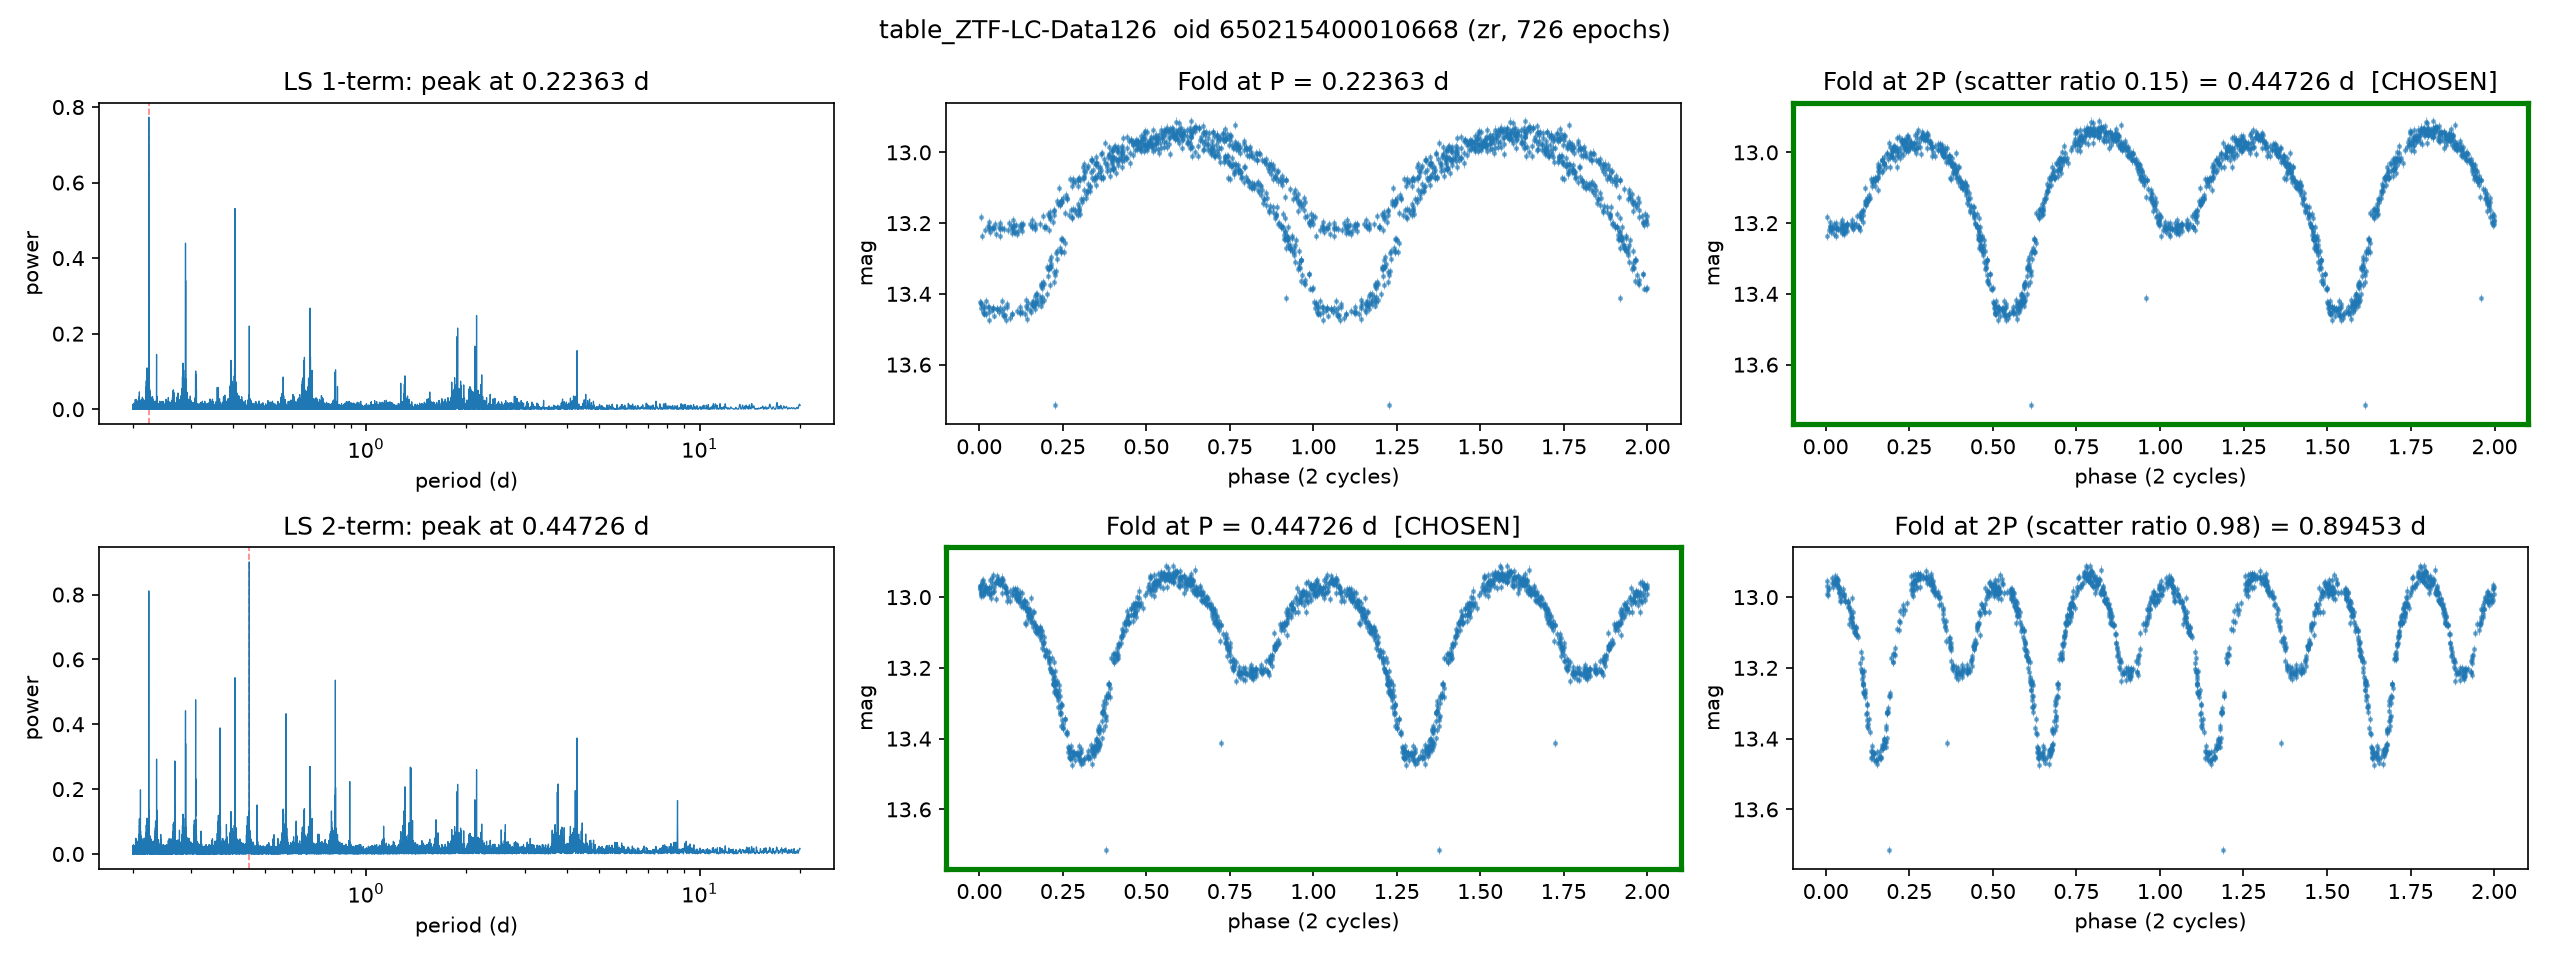 table_ZTF-LC-Data126  oid 650215400010668 (zr, 726 epochs)
LS 1-term: peak at 0.22363 d
Fold at P = 0.22363 d
Fold at 2P (scatter ratio 0.15) = 0.44726 d  [CHOSEN]
power
0.8
0.6
0.4
0.2
0.0
10^0
10^1
period (d)
mag
13.0
13.2
13.4
13.6
0.00 0.25 0.50 0.75 1.00 1.25 1.50 1.75 2.00
phase (2 cycles)
mag
13.0
13.2
13.4
13.6
0.00 0.25 0.50 0.75 1.00 1.25 1.50 1.75 2.00
phase (2 cycles)
LS 2-term: peak at 0.44726 d
Fold at P = 0.44726 d  [CHOSEN]
Fold at 2P (scatter ratio 0.98) = 0.89453 d
power
0.8
0.6
0.4
0.2
0.0
10^0
10^1
period (d)
mag
13.0
13.2
13.4
13.6
0.00 0.25 0.50 0.75 1.00 1.25 1.50 1.75 2.00
phase (2 cycles)
mag
13.0
13.2
13.4
13.6
0.00 0.25 0.50 0.75 1.00 1.25 1.50 1.75 2.00
phase (2 cycles)